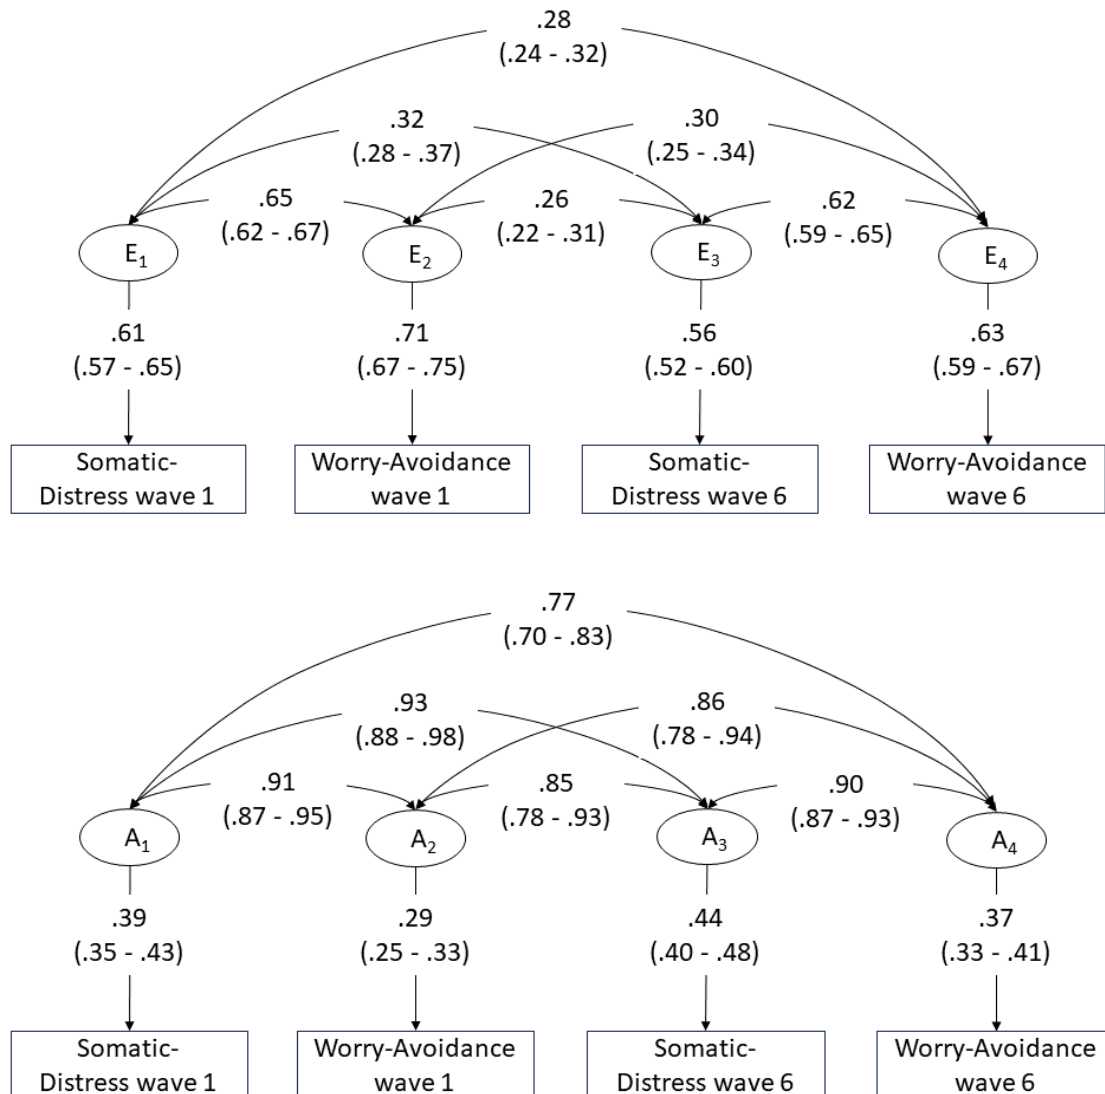 .28
(.24 - .32)
.32
(.28 - .37)
.30
(.25 - .34)
.65
(.62 - .67)
.26
(.22 - .31)
.62
(.59 - .65)
E1
E2
E3
E4
.61
(.57 - .65)
.71
(.67 - .75)
.56
(.52 - .60)
.63
(.59 - .67)
Somatic-
Distress wave 1
Worry-Avoidance
wave 1
Somatic-
Distress wave 6
Worry-Avoidance
wave 6
.77
(.70 - .83)
.93
(.88 - .98)
.86
(.78 - .94)
.91
(.87 - .95)
.85
(.78 - .93)
.90
(.87 - .93)
A1
A2
A3
A4
.39
(.35 - .43)
.29
(.25 - .33)
.44
(.40 - .48)
.37
(.33 - .41)
Somatic-
Distress wave 1
Worry-Avoidance
wave 1
Somatic-
Distress wave 6
Worry-Avoidance
wave 6